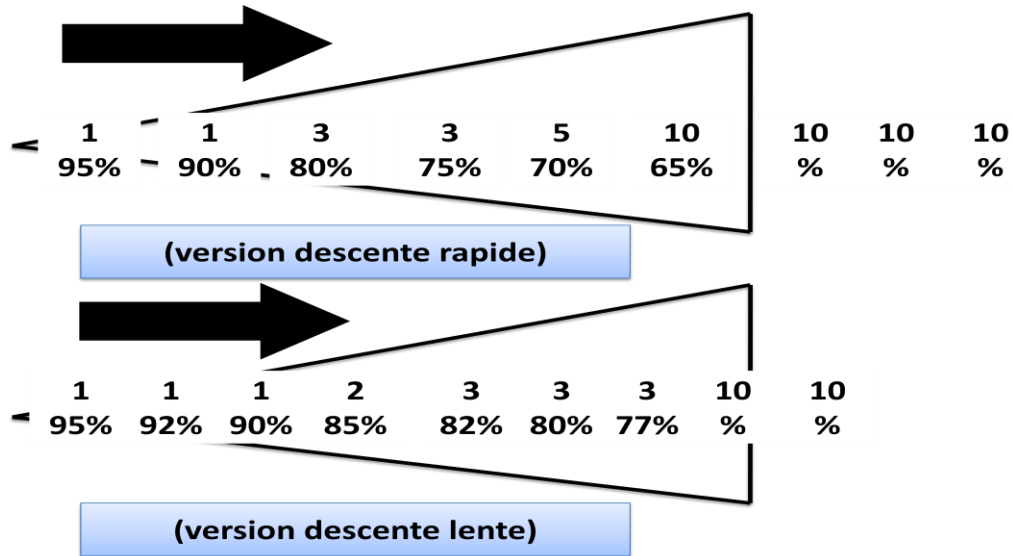 1 1 3 3 5 10 10 10 10
95% 90% 80% 75% 70% 65% % % %
(version descente rapide)
1 1 1 2 3 3 3 10 10
95% 92% 90% 85% 82% 80% 77% % %
(version descente lente)